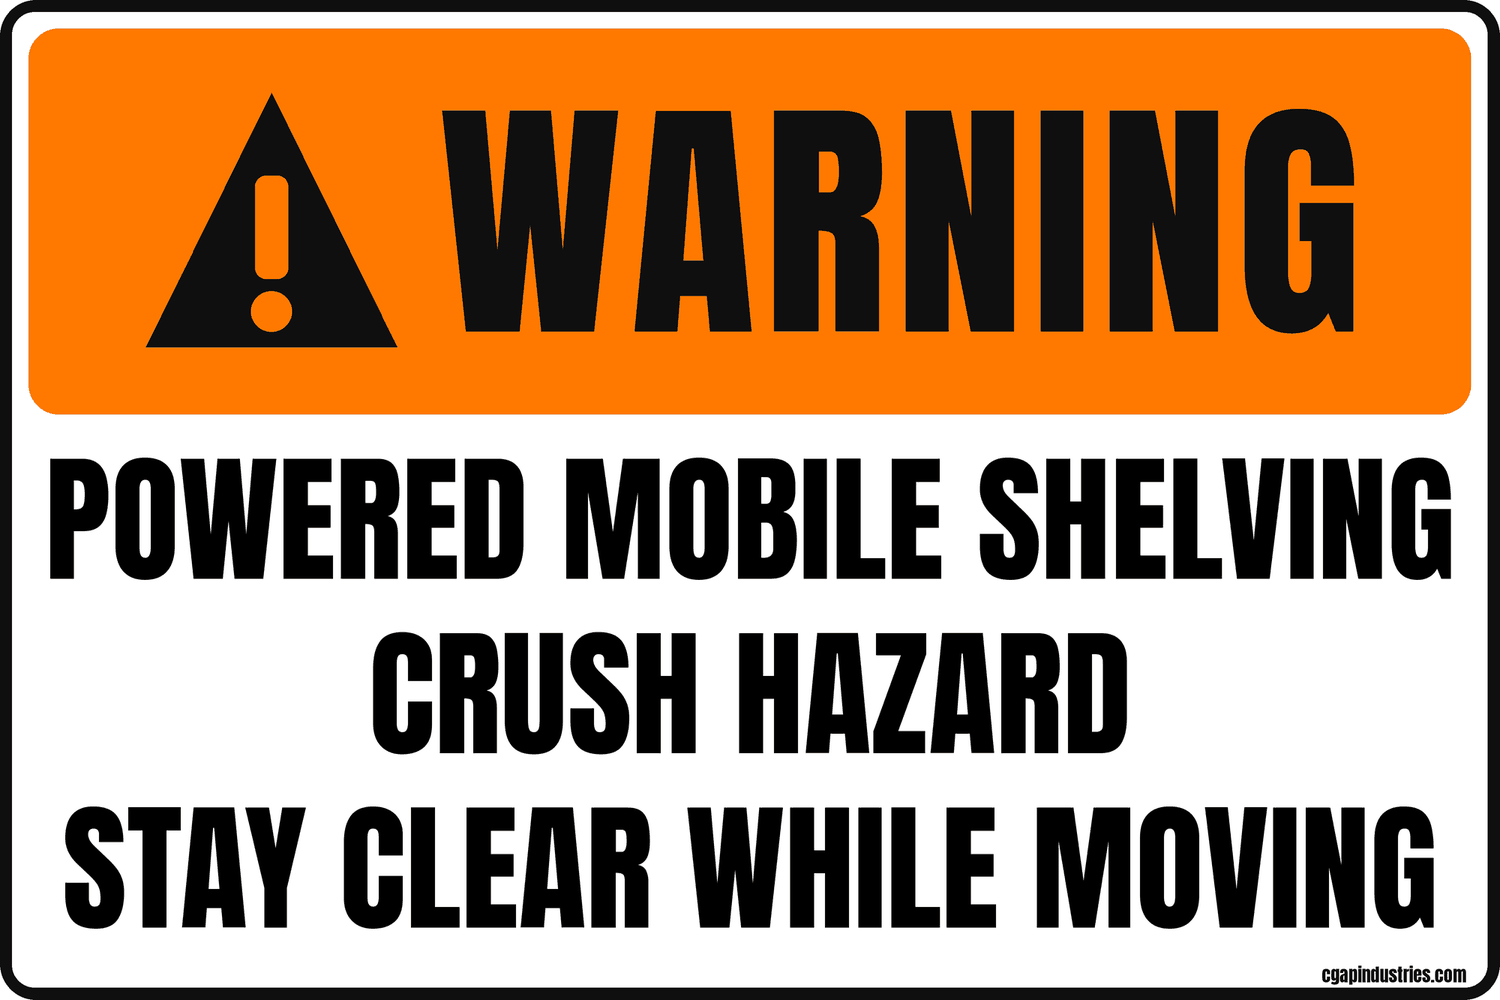 WARNING
POWERED MOBILE SHELVING
CRUSH HAZARD
STAY CLEAR WHILE MOVING
cgapindustries.com